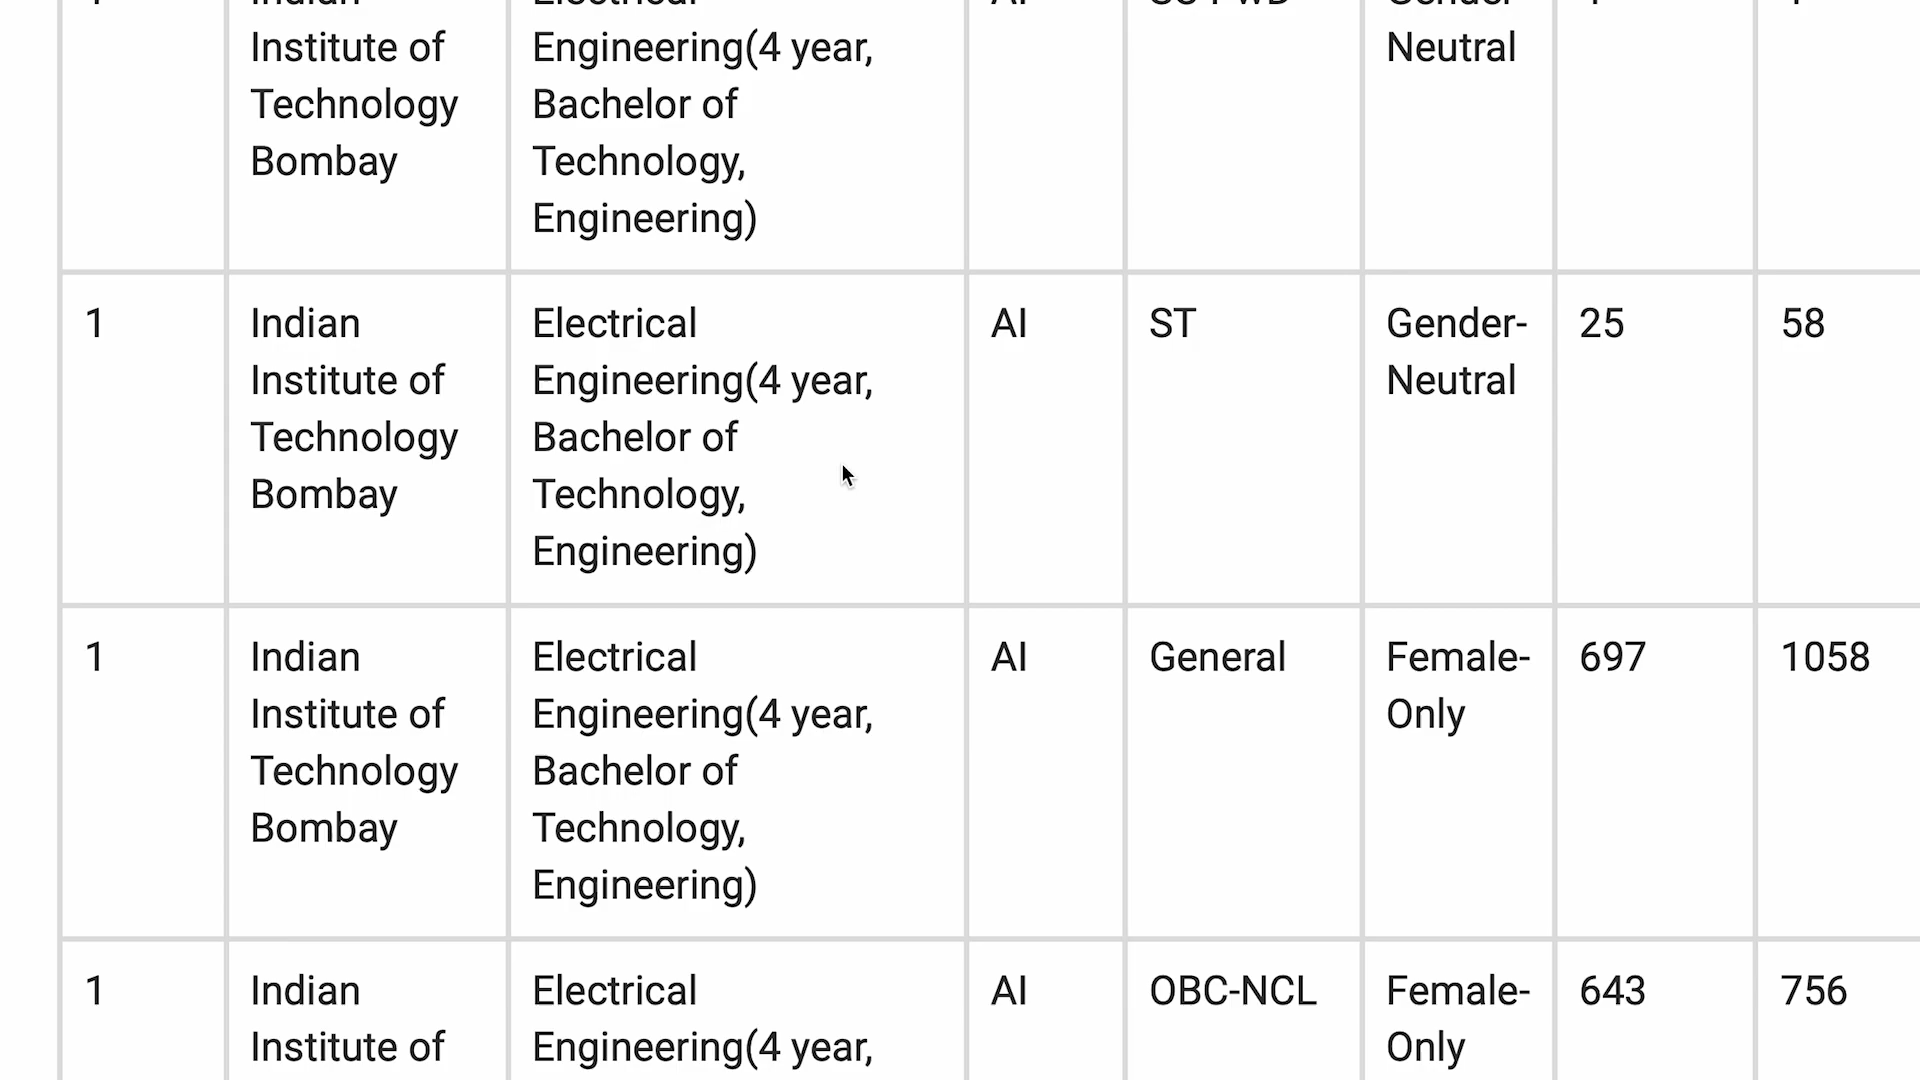 Institute of Engineering(4 year, Neutral
Technology Bachelor of
Bombay Technology,
Engineering)
1 Indian Electrical AI ST Gender- 25 58
Institute of Engineering(4 year, Neutral
Technology Bachelor of
Bombay Technology,
Engineering)
1 Indian Electrical AI General Female- 697 1058
Institute of Engineering(4 year, Only
Technology Bachelor of
Bombay Technology,
Engineering)
1 Indian Electrical AI OBC-NCL Female- 643 756
Institute of Engineering(4 year, Only